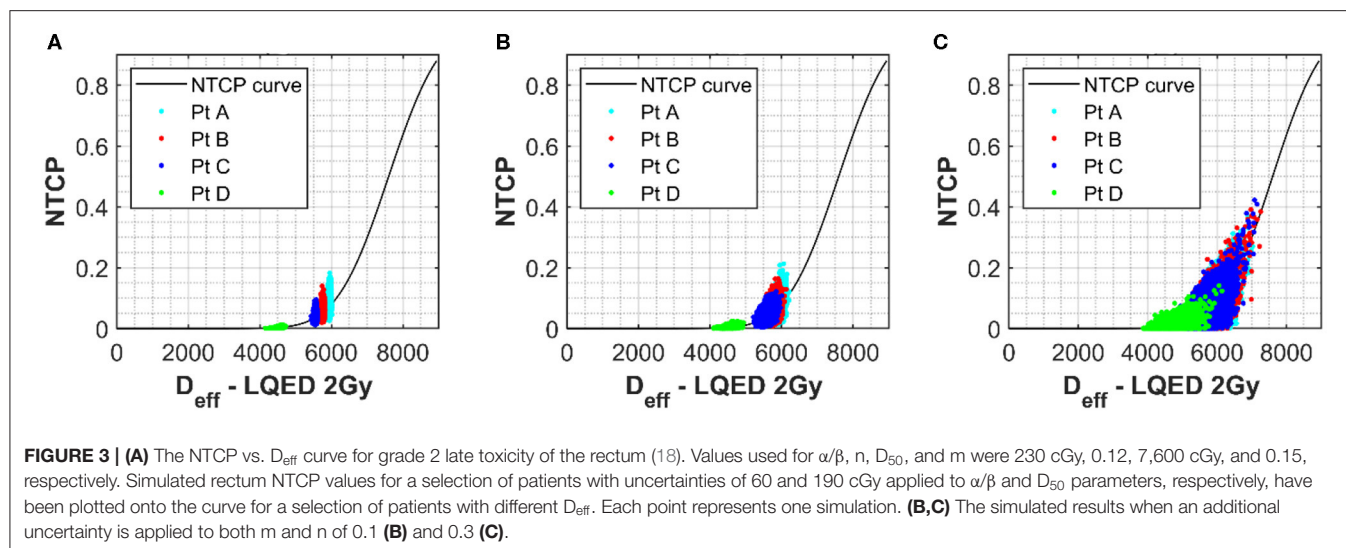 A
B
C
NTCP
0.8
0.6
0.4
0.2
0
NTCP curve
Pt A
Pt B
Pt C
Pt D
0 2000 4000 6000 8000
D_eff - LQED 2Gy
NTCP
0.8
0.6
0.4
0.2
0
NTCP curve
Pt A
Pt B
Pt C
Pt D
0 2000 4000 6000 8000
D_eff - LQED 2Gy
NTCP
0.8
0.6
0.4
0.2
0
NTCP curve
Pt A
Pt B
Pt C
Pt D
0 2000 4000 6000 8000
D_eff - LQED 2Gy
FIGURE 3 | (A) The NTCP vs. D_eff curve for grade 2 late toxicity of the rectum (18). Values used for α/β, n, D_50, and m were 230 cGy, 0.12, 7,600 cGy, and 0.15,
respectively. Simulated rectum NTCP values for a selection of patients with uncertainties of 60 and 190 cGy applied to α/β and D_50 parameters, respectively, have
been plotted onto the curve for a selection of patients with different D_eff. Each point represents one simulation. (B,C) The simulated results when an additional
uncertainty is applied to both m and n of 0.1 (B) and 0.3 (C).